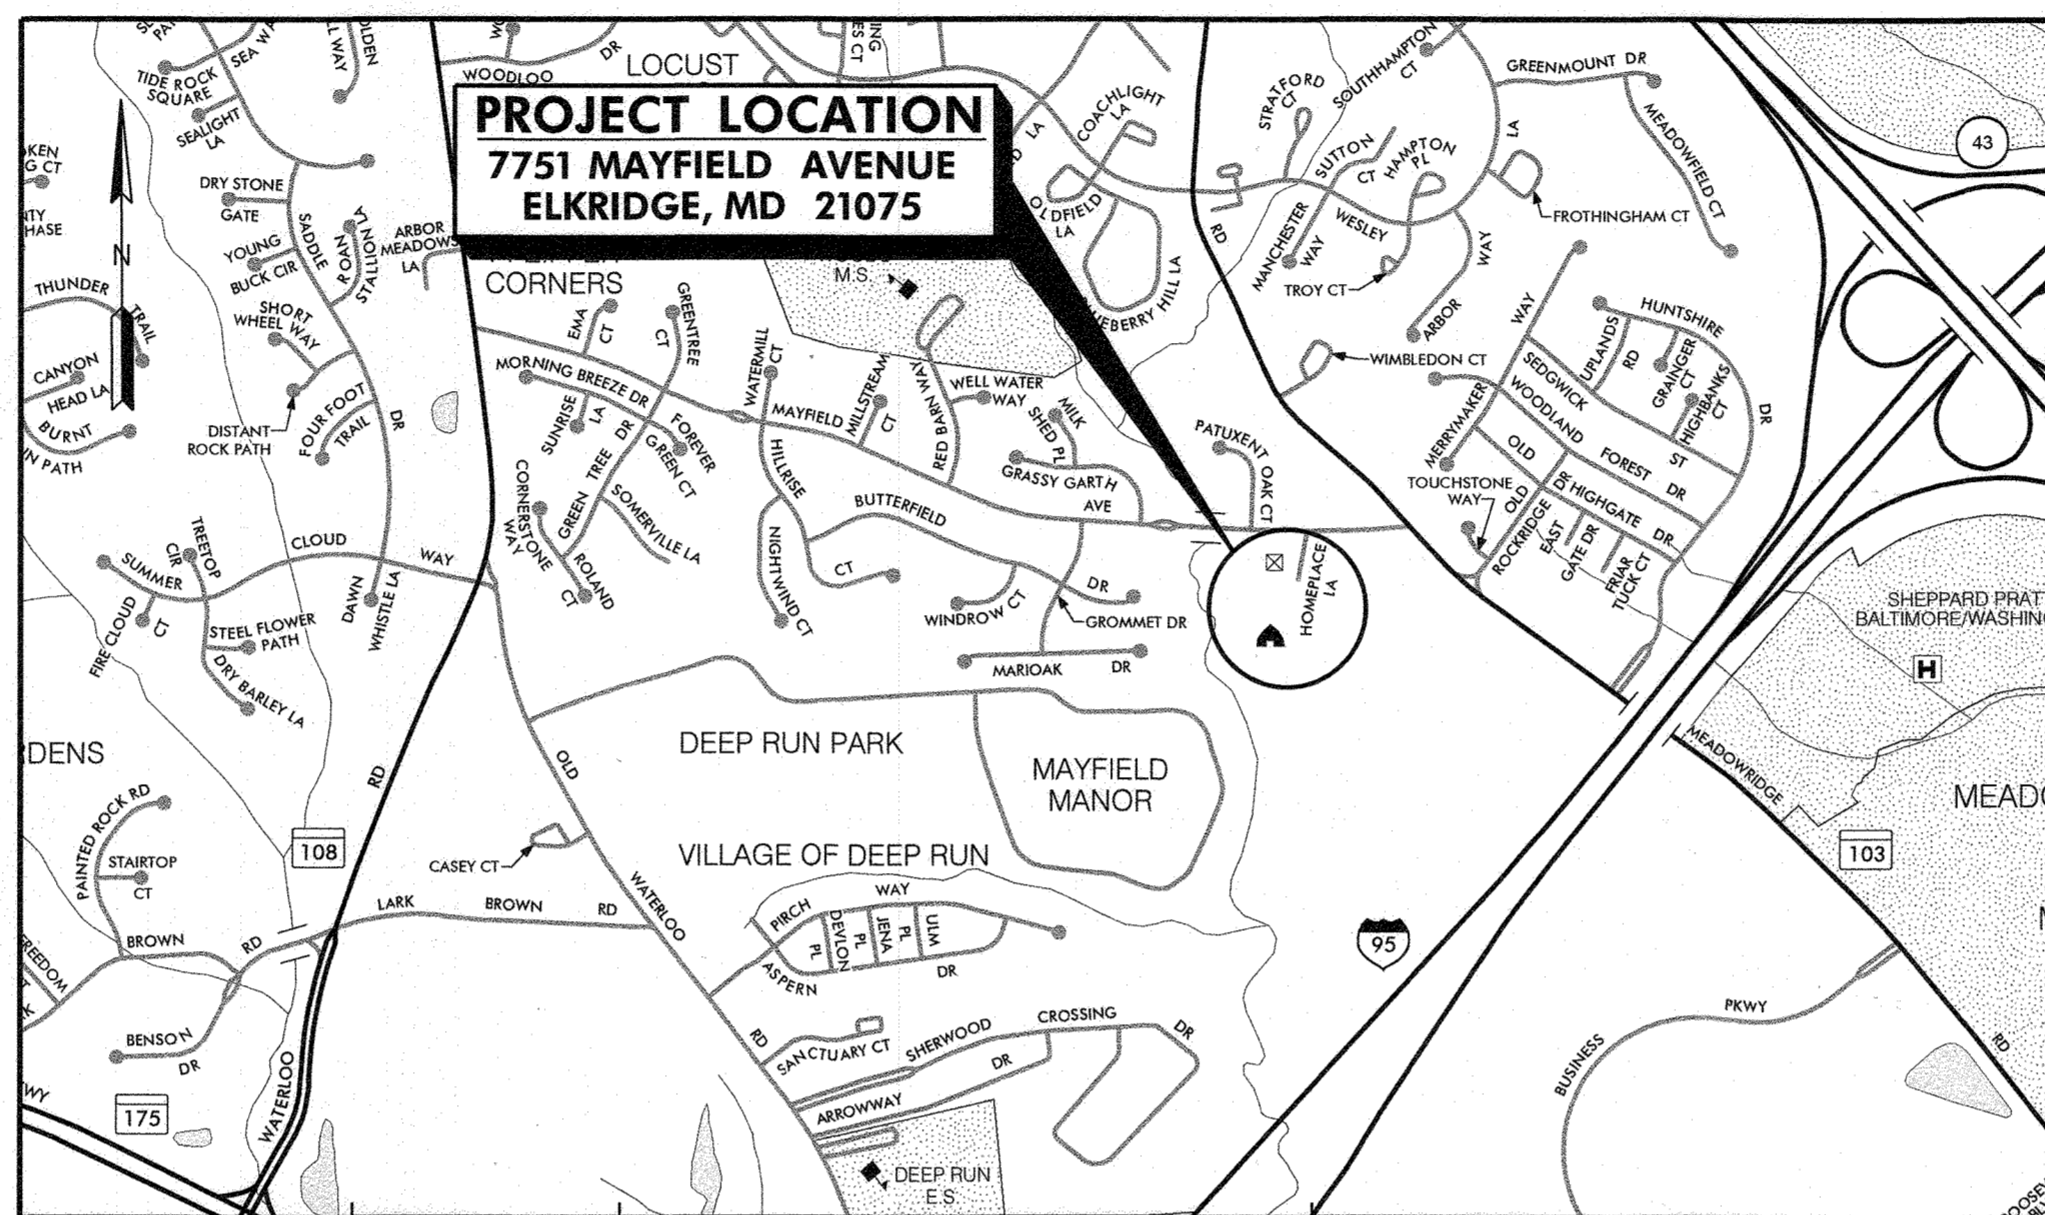 PROJECT LOCATION
7751 MAYFIELD AVENUE
ELKRIDGE, MD 21075
LOCUST
WOODLOO
DR
TIDE ROCK
SQUARE
SEALIGHT
LA
DRY STONE
GATE
YOUNG
BUCK CIR
SADDLE
ROAN
STALLION LA
ARBOR
MEADOWS
LA
N
THUNDER
TRAIL
SHORT
WHEEL WAY
CANYON
HEAD LA
BURNT
DISTANT
ROCK PATH
FOUR FOOT
TRAIL
DR
CORNERS
M.S.
COACHLIGHT
LA
OLDFIELD
LA
STRATFORD
CT
SOUTHHAMPTON
CT
GREENMOUNT DR
MEADOWFIELD CT
43
SUTTON
CT
HAMPTON
PL
LA
FROTHINGHAM CT
RD
MANCHESTER
WAY
WESLEY
TROY CT
ARBOR
WAY
WIMBLEDON CT
WAY
HUNTSHIRE
DR
UPLANDS
RD
GRAINGER
CT
HIGHBANKS
CT
SEDGWICK
ST
WOODLAND
FOREST
DR
MERRYMAKER
OLD
HIGHGATE
DR
TOUCHSTONE
WAY
OLD
ROCKRIDGE
DR
EAST
GATE DR
FRIAR
TUCK CT
EMA
CT
GREENTREE
CT
MORNING BREEZE DR
SUNRISE
LA
FOREVER
GREEN CT
GREEN TREE DR
SOMERVILLE LA
CORNERSTONE
WAY
ROLAND
CT
WATERMILL
CT
MAYFIELD
AVE
MILLSTREAM
CT
RED BARN WAY
WELL WATER
WAY
MILK
SHED PL
GRASSY GARTH
HILLRISE
BUTTERFIELD
DR
NIGHTWIND CT
CT
WINDROW CT
GROMMET DR
MARIOAK
DR
PATUXENT OAK CT
HOMEPLACE
LA
TREETOP
CIR
SUMMER
CLOUD
WAY
FIRE CLOUD
CT
STEEL FLOWER
PATH
DRY BARLEY LA
DAWN
WHISTLE LA
SHEPPARD PRATT
H
DEEP RUN PARK
MAYFIELD
MANOR
VILLAGE OF DEEP RUN
OLD
WATERLOO
RD
RD
MEADOWRIDGE
RD
103
108
PAINTED ROCK RD
STAIRTOP
CT
CASEY CT
LARK
BROWN
RD
BROWN
RD
BENSON
DR
175
WATERLOO
WAY
PIRCH
DEVLON
PL
JENA
PL
ULM
ASPERN
DR
95
SANCTUARY CT
SHERWOOD
CROSSING
DR
ARROWWAY
DR
DEEP RUN
E.S.
BUSINESS
PKWY